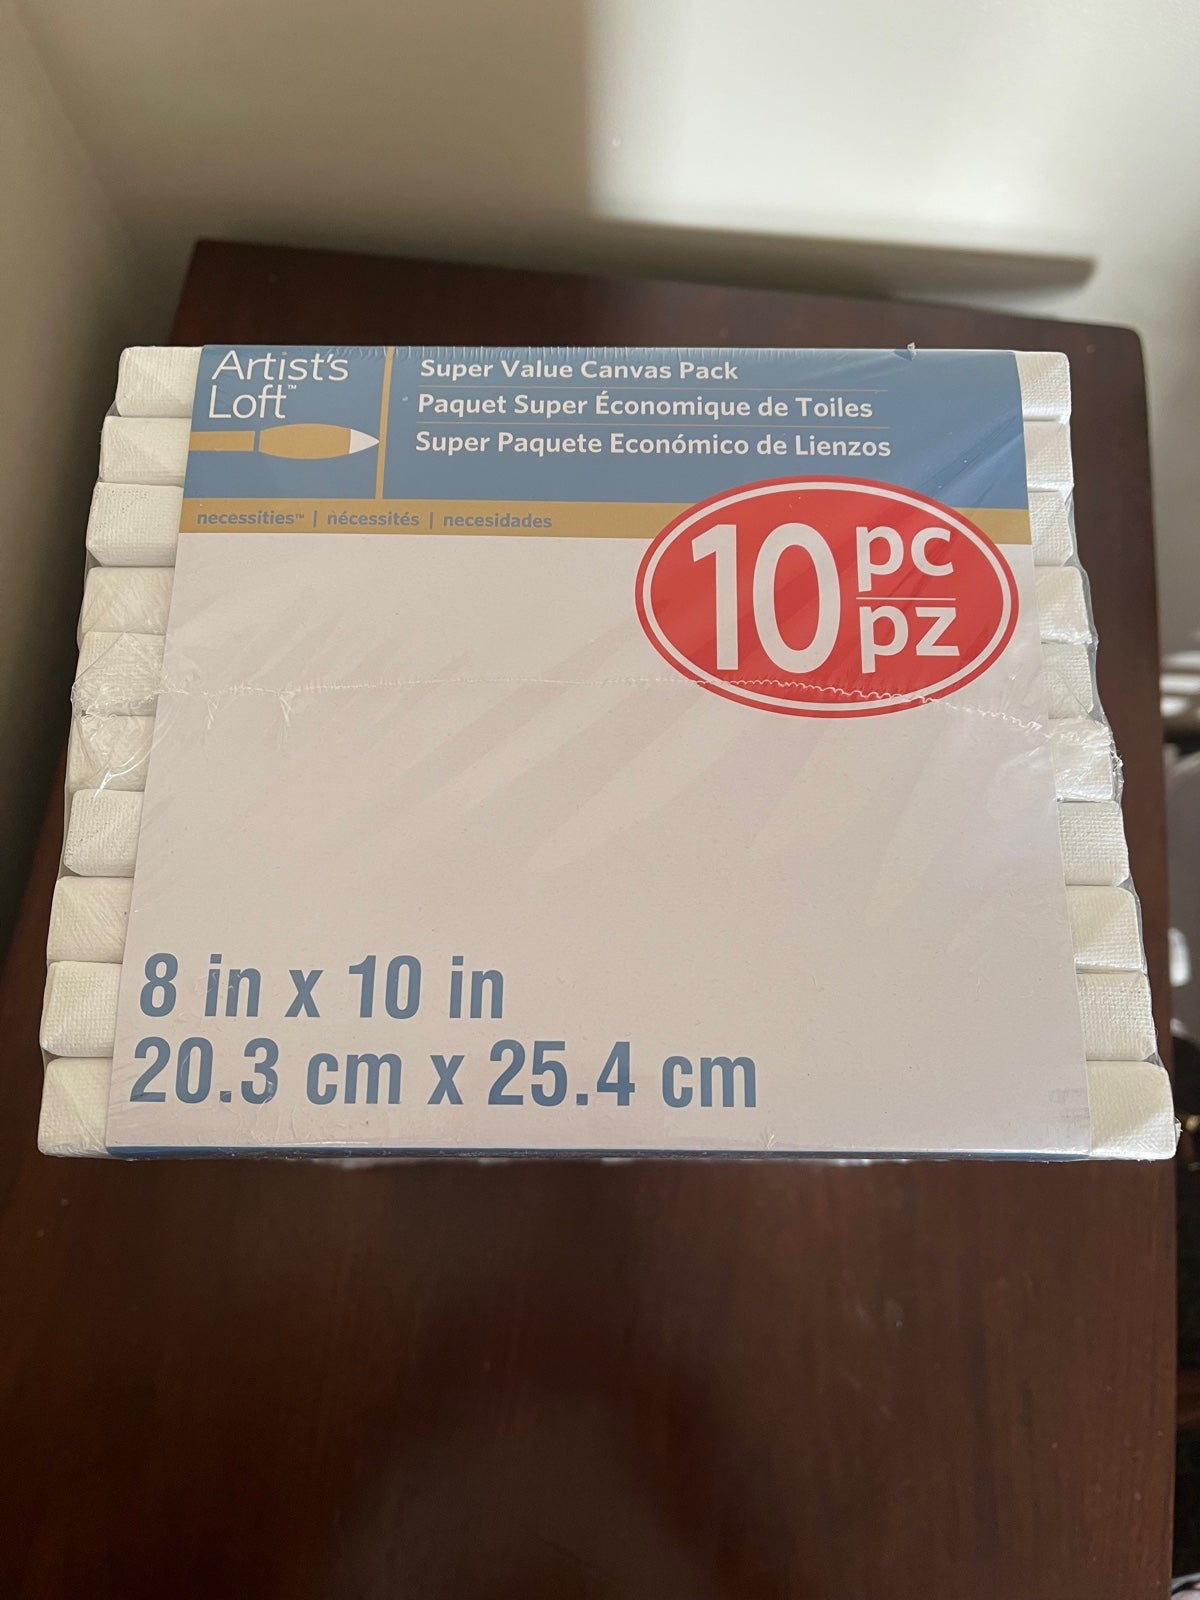 Artist's
Loft™
Super Value Canvas Pack
Paquet Super Économique de Toiles
Super Paquete Económico de Lienzos
necessities™ | nécessités | necesidades
10 pc
pz
8 in x 10 in
20.3 cm x 25.4 cm